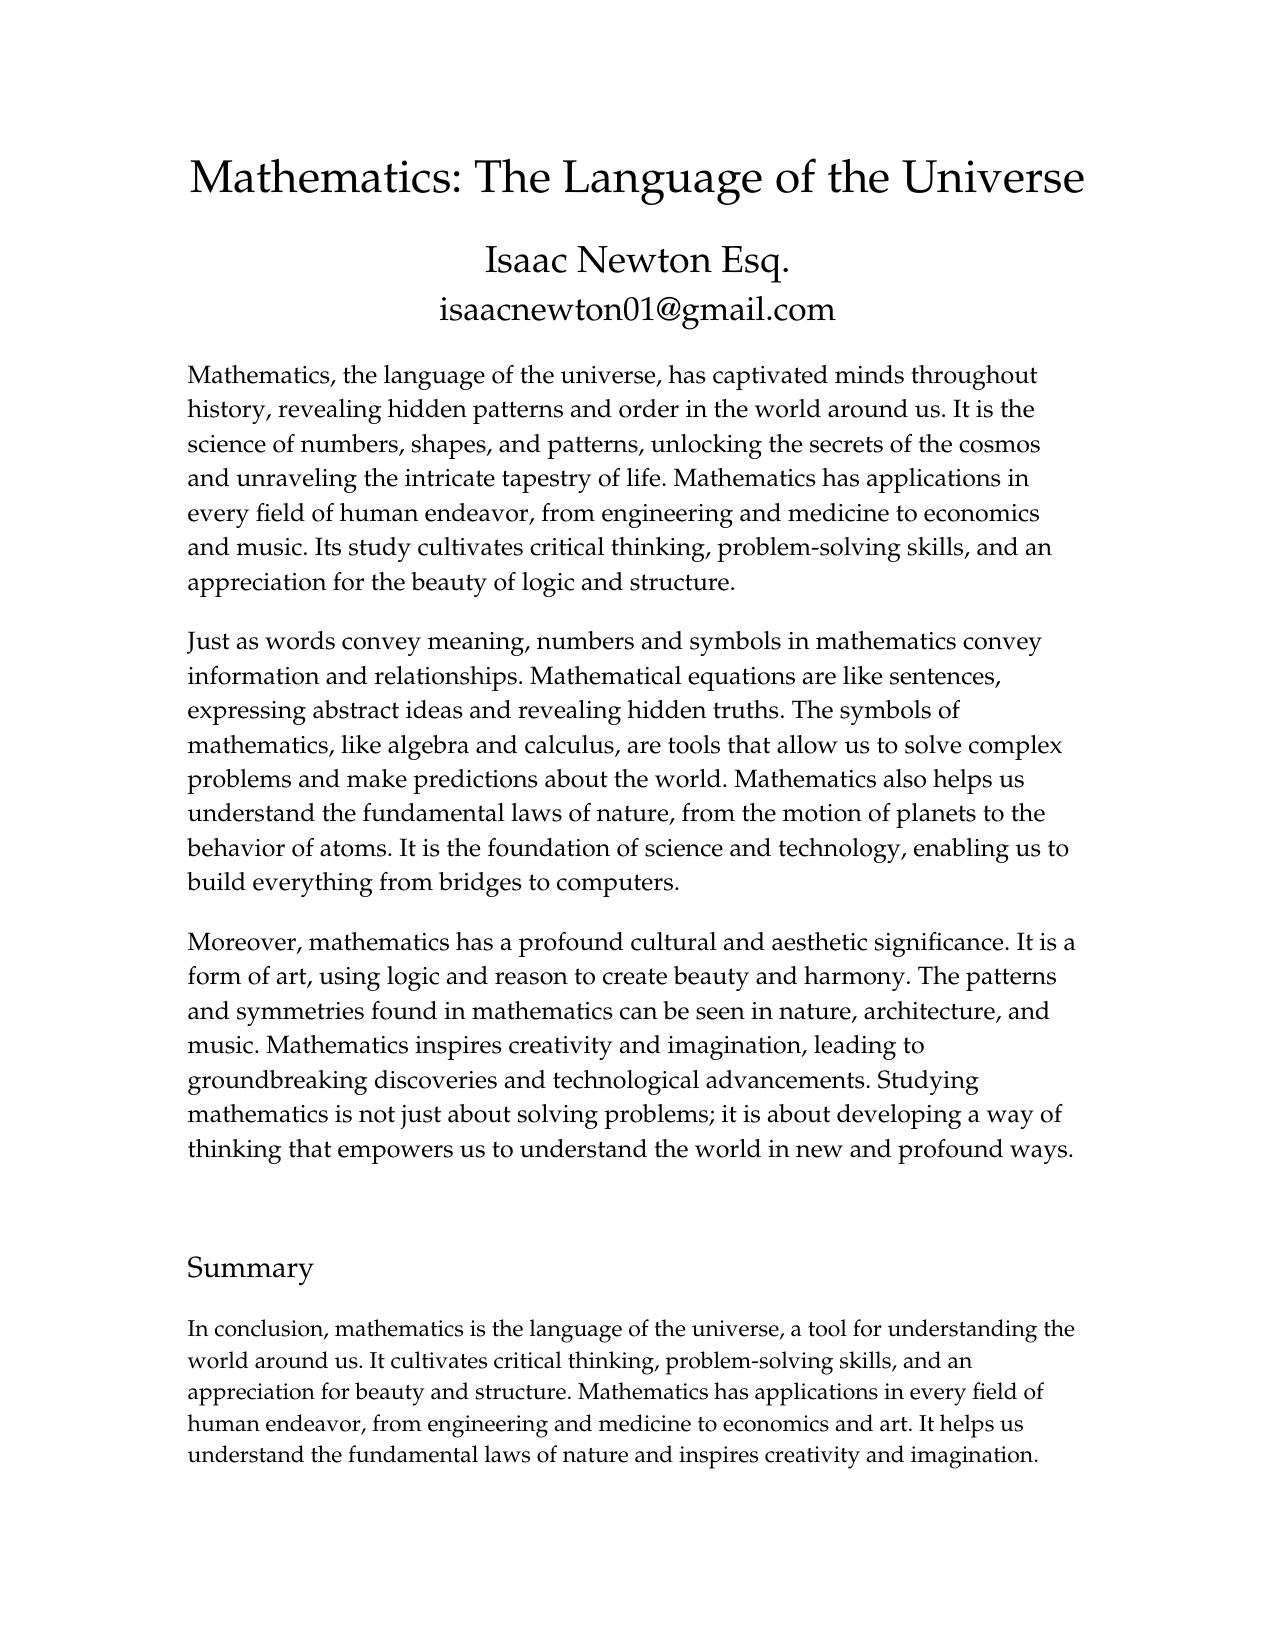 Mathematics: The Language of the Universe
Isaac Newton Esq.
isaacnewton01@gmail.com
Mathematics, the language of the universe, has captivated minds throughout
history, revealing hidden patterns and order in the world around us. It is the
science of numbers, shapes, and patterns, unlocking the secrets of the cosmos
and unraveling the intricate tapestry of life. Mathematics has applications in
every field of human endeavor, from engineering and medicine to economics
and music. Its study cultivates critical thinking, problem-solving skills, and an
appreciation for the beauty of logic and structure.
Just as words convey meaning, numbers and symbols in mathematics convey
information and relationships. Mathematical equations are like sentences,
expressing abstract ideas and revealing hidden truths. The symbols of
mathematics, like algebra and calculus, are tools that allow us to solve complex
problems and make predictions about the world. Mathematics also helps us
understand the fundamental laws of nature, from the motion of planets to the
behavior of atoms. It is the foundation of science and technology, enabling us to
build everything from bridges to computers.
Moreover, mathematics has a profound cultural and aesthetic significance. It is a
form of art, using logic and reason to create beauty and harmony. The patterns
and symmetries found in mathematics can be seen in nature, architecture, and
music. Mathematics inspires creativity and imagination, leading to
groundbreaking discoveries and technological advancements. Studying
mathematics is not just about solving problems; it is about developing a way of
thinking that empowers us to understand the world in new and profound ways.
Summary
In conclusion, mathematics is the language of the universe, a tool for understanding the
world around us. It cultivates critical thinking, problem-solving skills, and an
appreciation for beauty and structure. Mathematics has applications in every field of
human endeavor, from engineering and medicine to economics and art. It helps us
understand the fundamental laws of nature and inspires creativity and imagination.